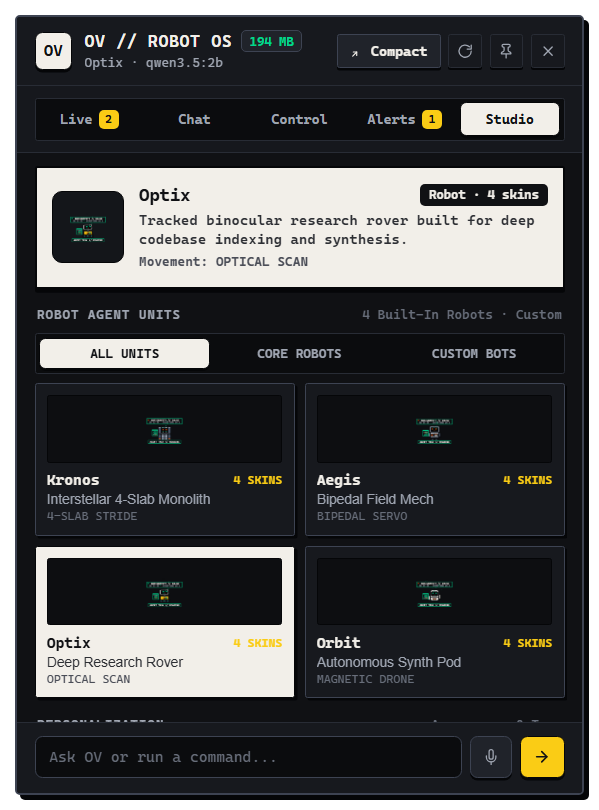 OV
OV // ROBOT OS
194 MB
Optix · qwen3.5:2b
Compact
Live 2
Chat
Control
Alerts 1
Studio
Optix
Robot · 4 skins
Tracked binocular research rover built for deep
codebase indexing and synthesis.
Movement: OPTICAL SCAN
ROBOT AGENT UNITS
4 Built-In Robots · Custom
ALL UNITS
CORE ROBOTS
CUSTOM BOTS
Kronos
4 SKINS
Interstellar 4-Slab Monolith
4-SLAB STRIDE
Aegis
4 SKINS
Bipedal Field Mech
BIPEDAL SERVO
Optix
4 SKINS
Deep Research Rover
OPTICAL SCAN
Orbit
4 SKINS
Autonomous Synth Pod
MAGNETIC DRONE
PERSONALIZATION
Ask OV or run a command...